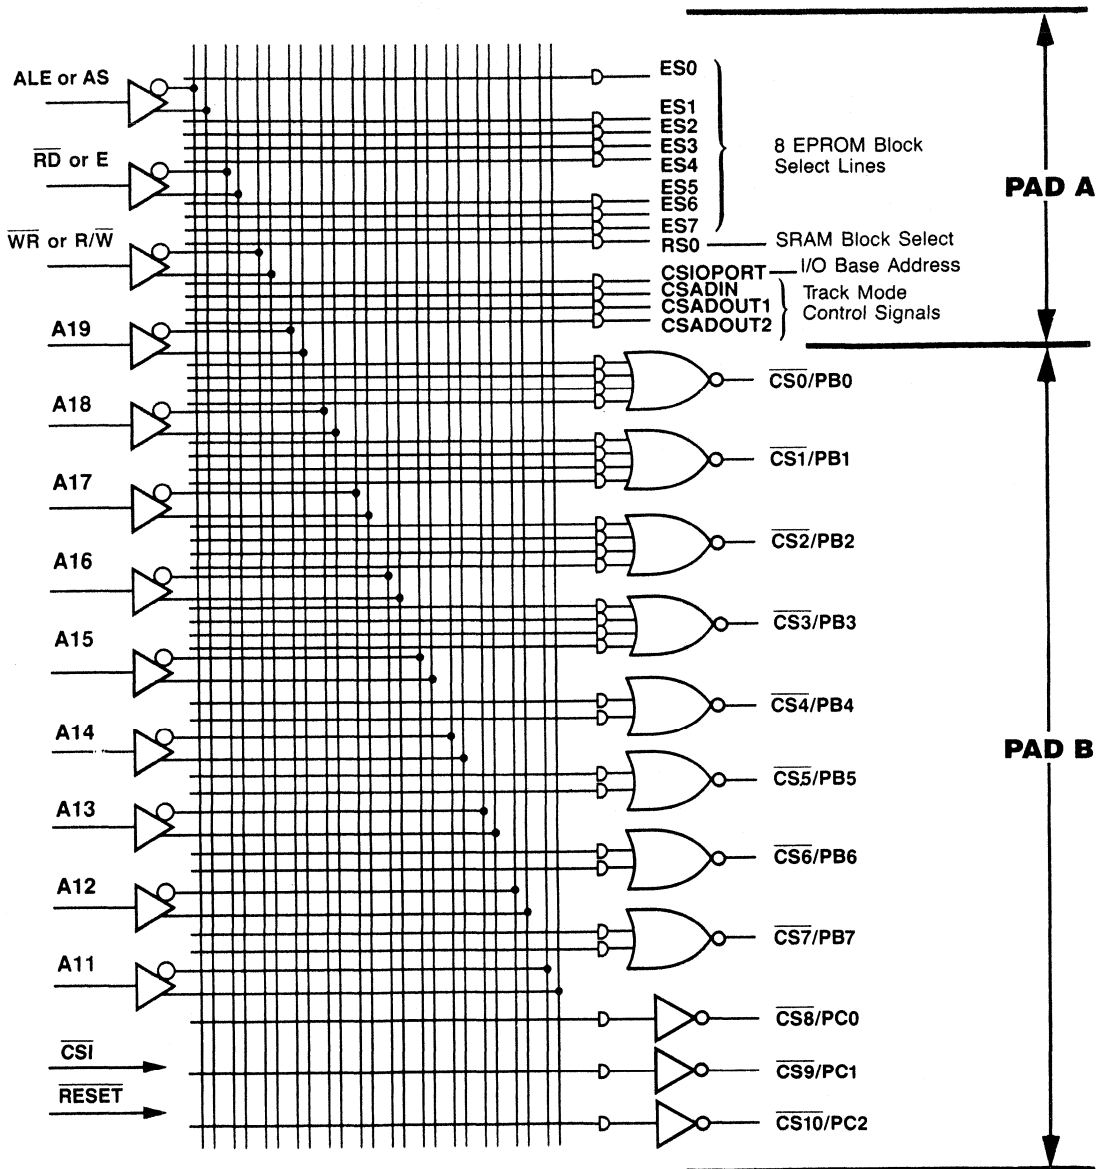 ALE or AS
RD or E
WR or R/W
A19
A18
A17
A16
A15
A14
A13
A12
A11
CSI
RESET
ES0
ES1
ES2
ES3
ES4
ES5
ES6
ES7
RS0
CSIOPORT
CSADIN
CSADOUT1
CSADOUT2
8 EPROM Block
Select Lines
SRAM Block Select
I/O Base Address
Track Mode
Control Signals
CS0/PB0
CS1/PB1
CS2/PB2
CS3/PB3
CS4/PB4
CS5/PB5
CS6/PB6
CS7/PB7
CS8/PC0
CS9/PC1
CS10/PC2
PAD A
PAD B